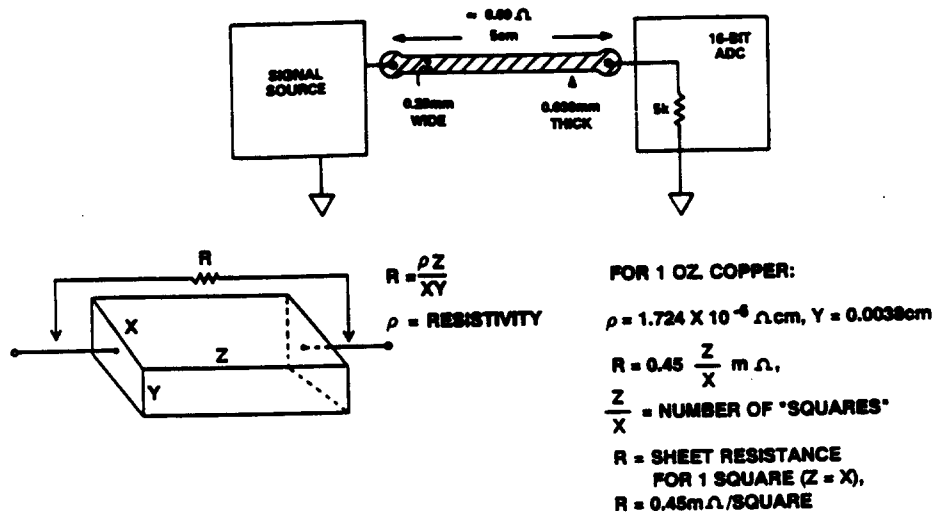 ~ 0.09 Ω
5cm
SIGNAL
SOURCE
0.25mm
WIDE
0.038mm
THICK
16-BIT
ADC
5k
R
X
Z
Y
R = ρZ / XY
ρ = RESISTIVITY
FOR 1 OZ. COPPER:
ρ = 1.724 X 10⁻⁶ Ωcm, Y = 0.0038cm
R = 0.45 Z/X m Ω,
Z/X = NUMBER OF "SQUARES"
R = SHEET RESISTANCE
FOR 1 SQUARE (Z = X),
R = 0.45mΩ/SQUARE